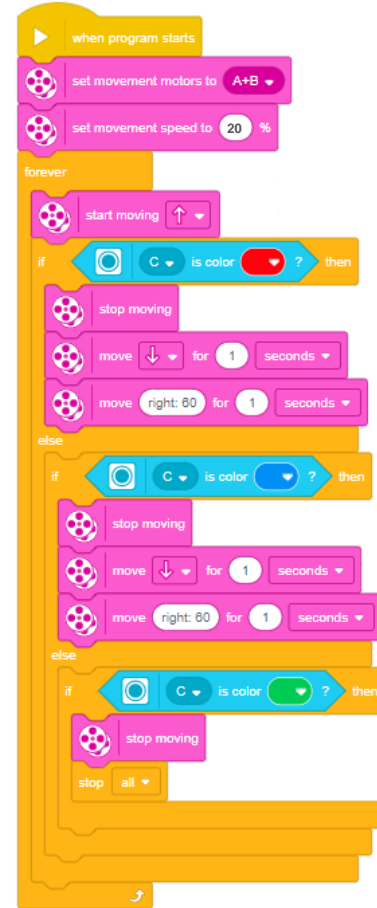 when program starts
set movement motors to A+B
set movement speed to 20 %
forever
start moving
if C is color ? then
stop moving
move for 1 seconds
move right: 60 for 1 seconds
else
if C is color ? then
stop moving
move for 1 seconds
move right: 60 for 1 seconds
else
if C is color ? then
stop moving
stop all